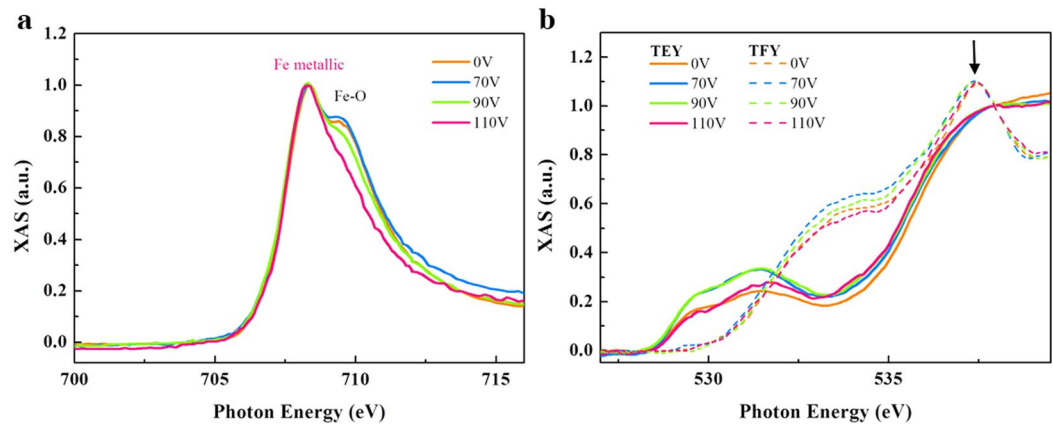 a
XAS (a.u.)
1.2
1.0
0.8
0.6
0.4
0.2
0.0
700
705
710
715
Photon Energy (eV)
Fe metallic
Fe-O
0V
70V
90V
110V
b
XAS (a.u.)
1.2
1.0
0.8
0.6
0.4
0.2
0.0
530
535
Photon Energy (eV)
TEY TFY
0V 0V
70V 70V
90V 90V
110V 110V